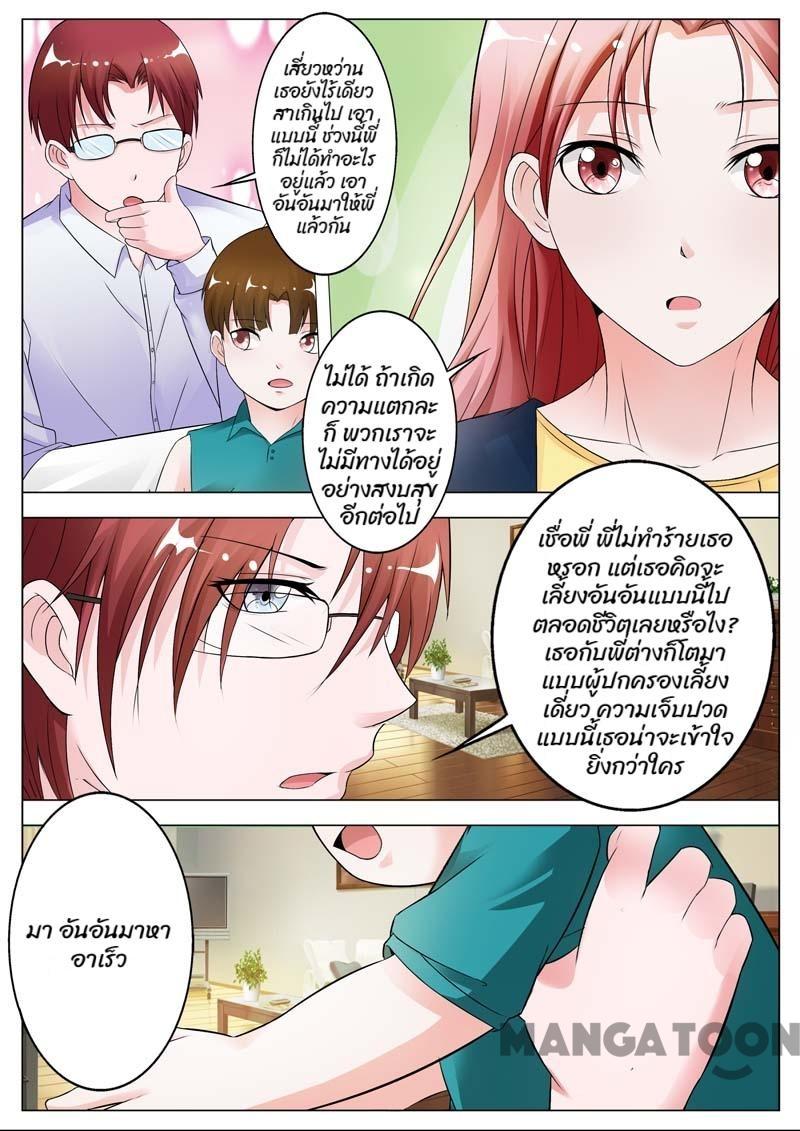 เสี่ยวหว่าน
เธอยังไร้เดียว
สาเกินไป เอา
แบบนี้ ช่วงนี้พี่
ก็ไม่ได้ทำอะไร
อยู่แล้ว เอา
อันอันมาให้พี่
แล้วกัน
ไม่ได้ ถ้าเกิด
ความแตกละ
ก็ พวกเราจะ
ไม่มีทางได้อยู่
อย่างสงบสุข
อีกต่อไป
เชื่อพี่ พี่ไม่ทำร้ายเธอ
หรอก แต่เธอคิดจะ
เลี้ยงอันอันแบบนี้ไป
ตลอดชีวิตเลยหรือไง?
เธอกับพี่ต่างก็โตมา
แบบผู้ปกครองเลี้ยง
เดี่ยว ความเจ็บปวด
แบบนี้เธอน่าจะเข้าใจ
ยิ่งกว่าใคร
มา อันอันมาหา
อาเร็ว
MANGATOON